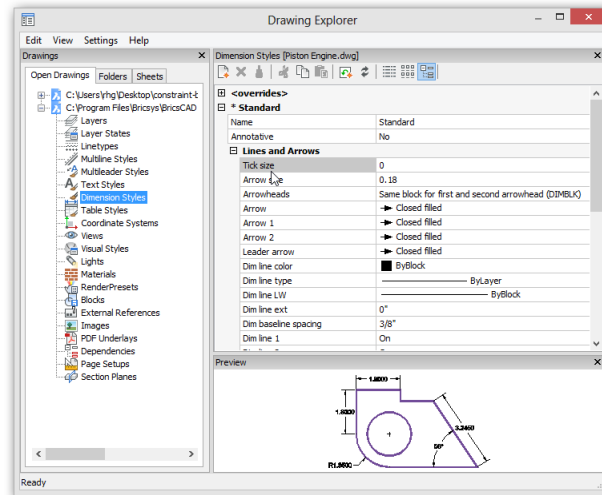 Drawing Explorer
Edit View Settings Help
Drawings
Open Drawings Folders Sheets
C:\Users\rhg\Desktop\constraint-b
C:\Program Files\Bricsys\BricsCAD
Layers
Layer States
Linetypes
Multiline Styles
Multileader Styles
Text Styles
Dimension Styles
Table Styles
Coordinate Systems
Views
Visual Styles
Lights
Materials
RenderPresets
Blocks
External References
Images
PDF Underlays
Dependencies
Page Setups
Section Planes
Dimension Styles [Piston Engine.dwg]
<overrides>
* Standard
Name Standard
Annotative No
Lines and Arrows
Tick size 0
Arrow size 0.18
Arrowheads Same block for first and second arrowhead (DIMBLK)
Arrow Closed filled
Arrow 1 Closed filled
Arrow 2 Closed filled
Leader arrow Closed filled
Dim line color ByBlock
Dim line type ByLayer
Dim line LW ByBlock
Dim line ext 0"
Dim baseline spacing 3/8"
Dim line 1 On
Preview
Ready